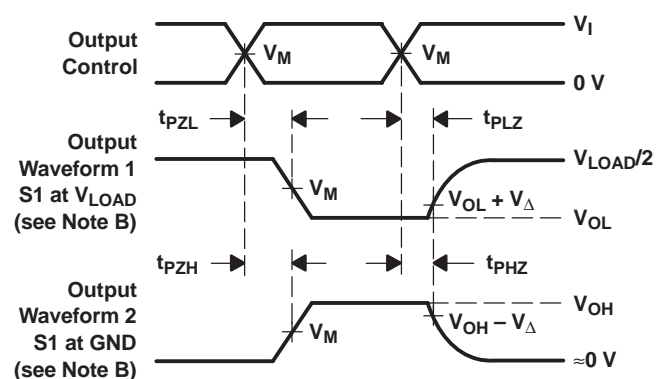 Output
Control
V_M
V_M
V_I
0 V
t_PZL
t_PLZ
Output
Waveform 1
S1 at V_LOAD
(see Note B)
V_M
V_LOAD/2
V_OL + V_Δ
V_OL
t_PZH
t_PHZ
Output
Waveform 2
S1 at GND
(see Note B)
V_M
V_OH
V_OH – V_Δ
≈0 V